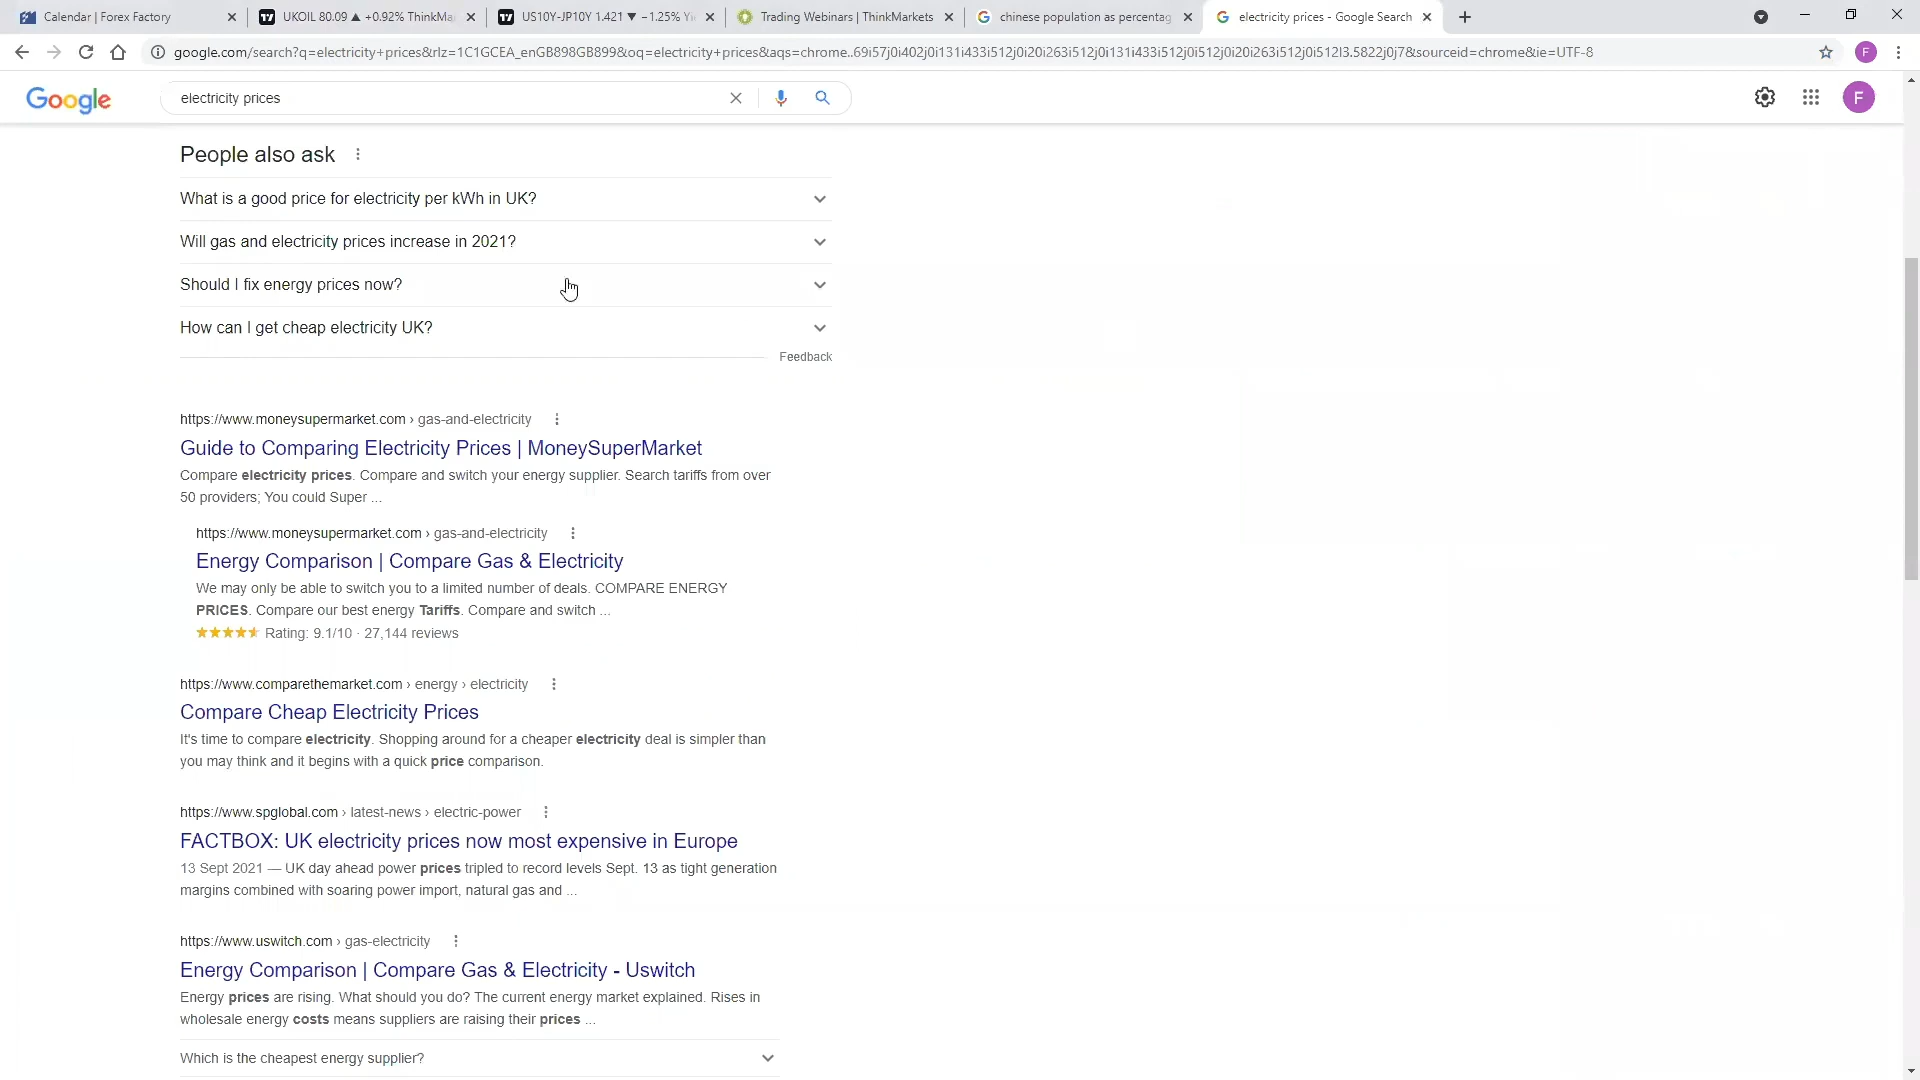 Calendar | Forex Factory
UKOIL 80.09 ▲ +0.92% ThinkMa
US10Y-JP10Y 1.421 ▼ −1.25% Yi
Trading Webinars | ThinkMarkets
chinese population as percentag
electricity prices - Google Search
google.com/search?q=electricity+prices&rlz=1C1GCEA_enGB898GB899&oq=electricity+prices&aqs=chrome..69i57j0i402j0i131i433i512j0i20i263i512j0i131i433i512j0i512j0i20i263i512j0i512l3.5822j0j7&sourceid=chrome&ie=UTF-8
F
Google
electricity prices
F
People also ask
What is a good price for electricity per kWh in UK?
Will gas and electricity prices increase in 2021?
Should I fix energy prices now?
How can I get cheap electricity UK?
Feedback
https://www.moneysupermarket.com › gas-and-electricity
Guide to Comparing Electricity Prices | MoneySuperMarket
Compare electricity prices. Compare and switch your energy supplier. Search tariffs from over
50 providers; You could Super ...
https://www.moneysupermarket.com › gas-and-electricity
Energy Comparison | Compare Gas & Electricity
We may only be able to switch you to a limited number of deals. COMPARE ENERGY
PRICES. Compare our best energy Tariffs. Compare and switch ...
Rating: 9.1/10 · 27,144 reviews
https://www.comparethemarket.com › energy › electricity
Compare Cheap Electricity Prices
It's time to compare electricity. Shopping around for a cheaper electricity deal is simpler than
you may think and it begins with a quick price comparison.
https://www.spglobal.com › latest-news › electric-power
FACTBOX: UK electricity prices now most expensive in Europe
13 Sept 2021 — UK day ahead power prices tripled to record levels Sept. 13 as tight generation
margins combined with soaring power import, natural gas and ...
https://www.uswitch.com › gas-electricity
Energy Comparison | Compare Gas & Electricity - Uswitch
Energy prices are rising. What should you do? The current energy market explained. Rises in
wholesale energy costs means suppliers are raising their prices ...
Which is the cheapest energy supplier?